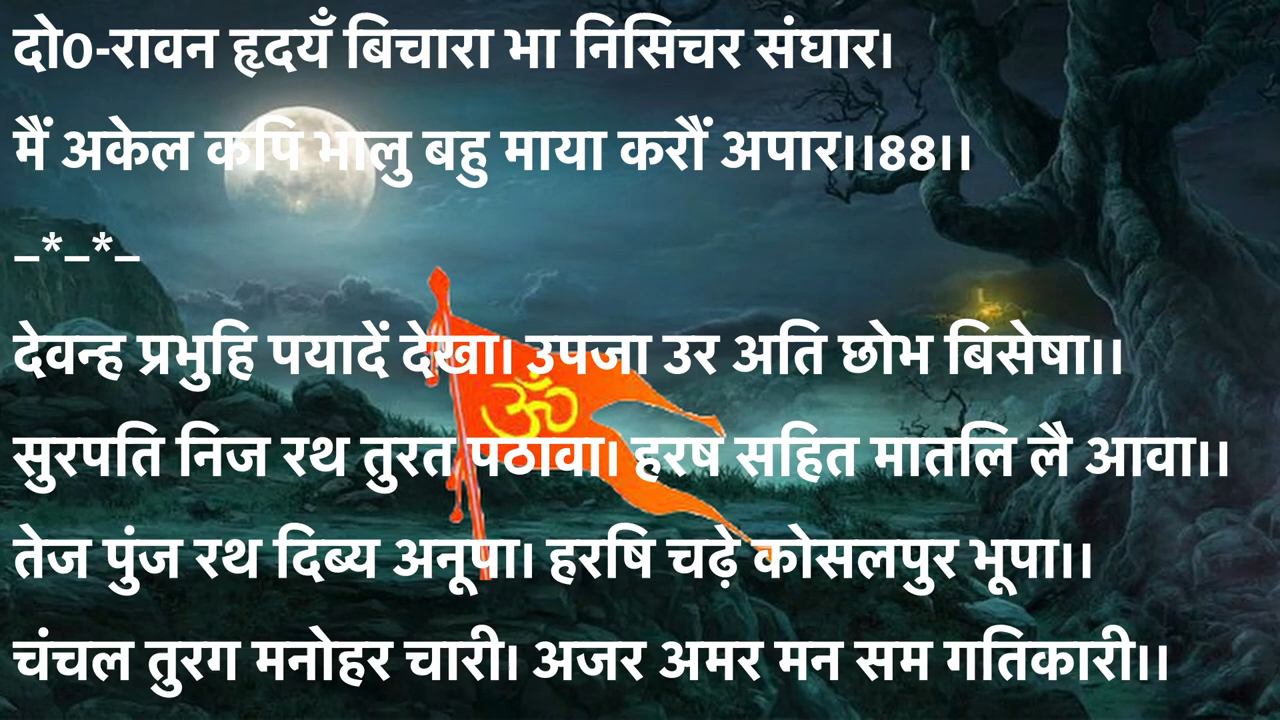 दो0-रावन हृदयँ बिचारा भा निसिचर संघार।
मैं अकेल कपि भालु बहु माया करौं अपार।।88।।
_*_*_
देवन्ह प्रभुहि पयादें देखा। उपजा उर अति छोभ बिसेषा।।
सुरपति निज रथ तुरत पठावा। हरष सहित मातलि लै आवा।।
तेज पुंज रथ दिब्य अनूपा। हरषि चढ़े कोसलपुर भूपा।।
चंचल तुरग मनोहर चारी। अजर अमर मन सम गतिकारी।।
ॐ